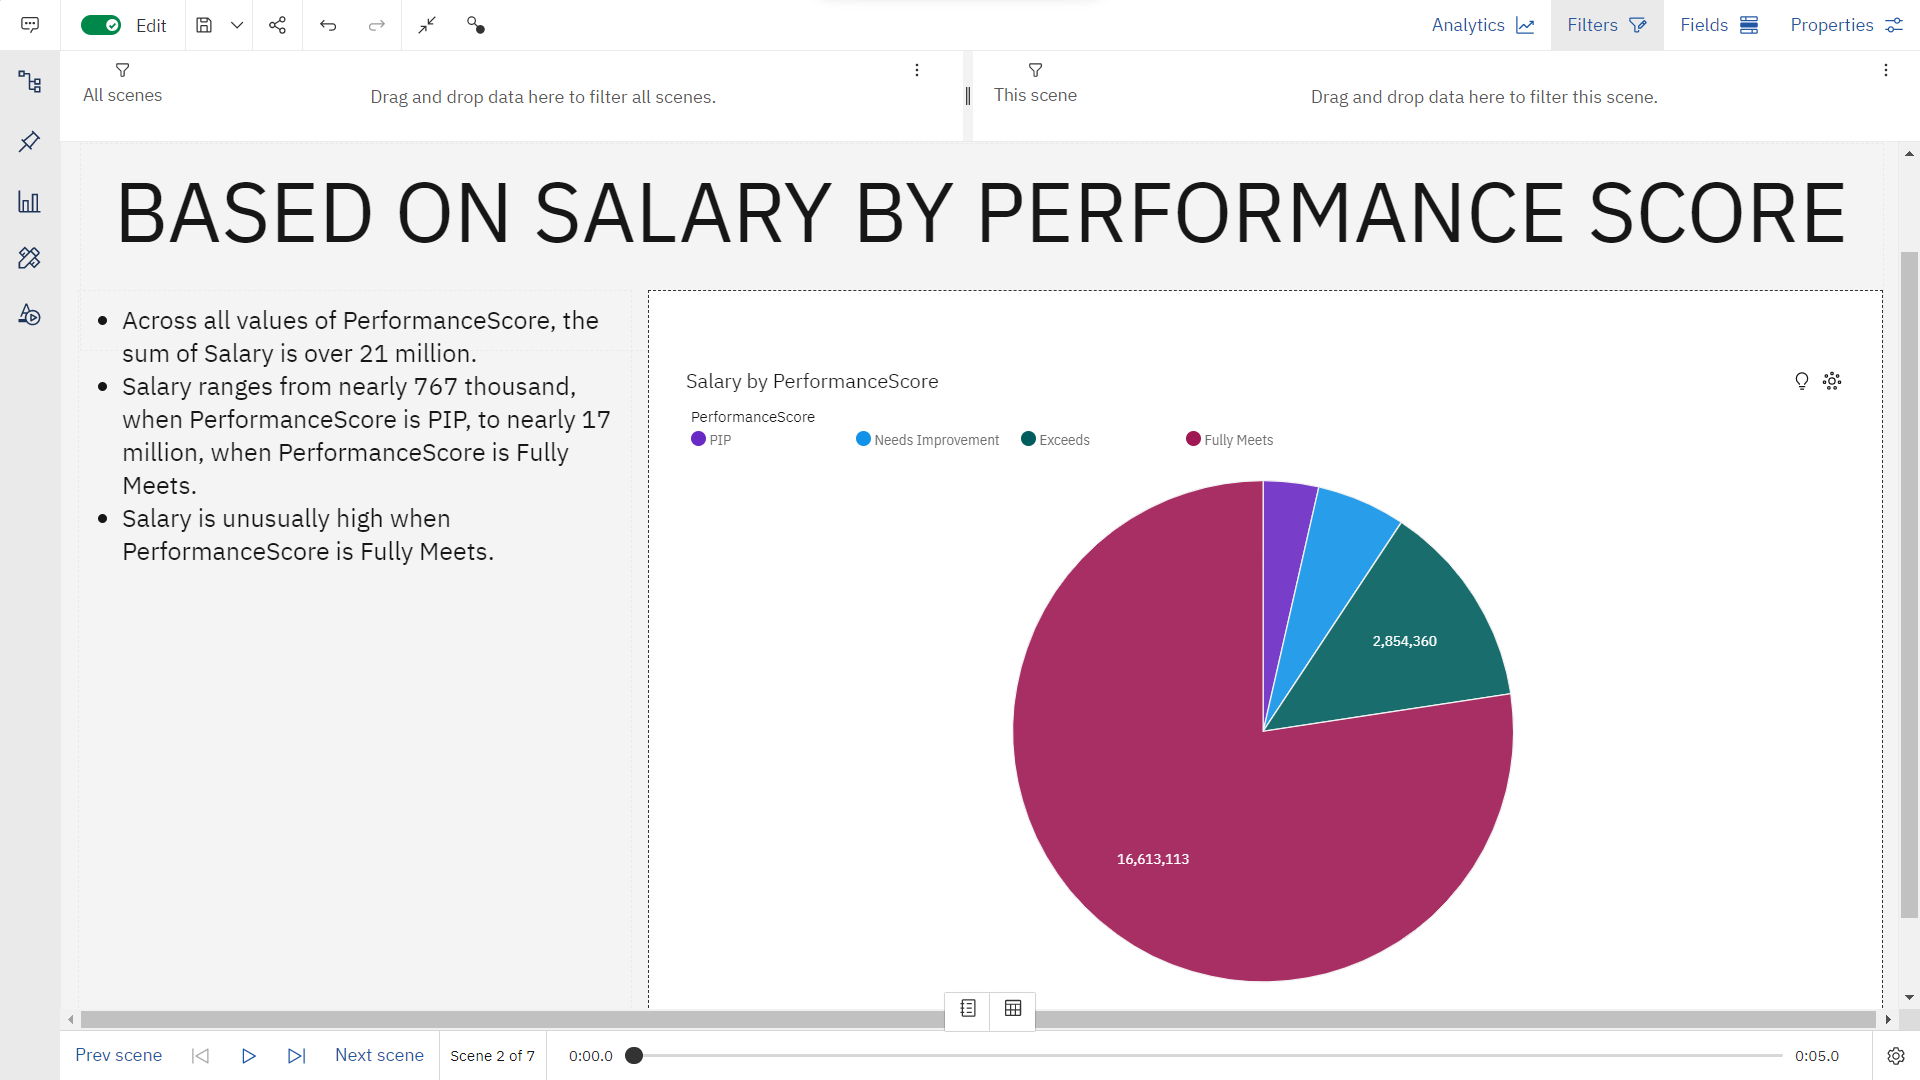 Edit
Analytics
Filters
Fields
Properties
All scenes
Drag and drop data here to filter all scenes.
This scene
Drag and drop data here to filter this scene.
BASED ON SALARY BY PERFORMANCE SCORE
• Across all values of PerformanceScore, the
sum of Salary is over 21 million.
• Salary ranges from nearly 767 thousand,
when PerformanceScore is PIP, to nearly 17
million, when PerformanceScore is Fully
Meets.
• Salary is unusually high when
PerformanceScore is Fully Meets.
Salary by PerformanceScore
PerformanceScore
PIP
Needs Improvement
Exceeds
Fully Meets
2,854,360
16,613,113
Prev scene
Next scene
Scene 2 of 7
0:00.0
0:05.0